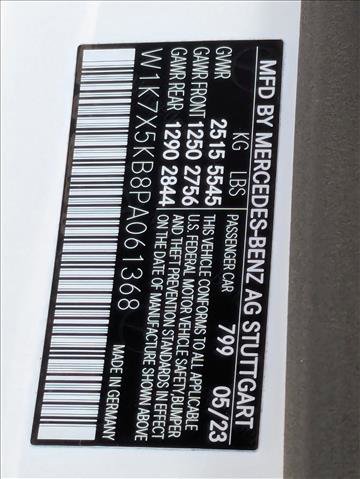 MFD BY MERCEDES-BENZ AG STUTTGART
KG LBS PASSENGER CAR 799 05/23
GVWR 2515 5545 THIS VEHICLE CONFORMS TO ALL APPLICABLE
GAWR FRONT 1250 2756 U.S. FEDERAL MOTOR VEHICLE SAFETY,BUMPER
GAWR REAR 1290 2844 AND THEFT PREVENTION STANDARDS IN EFFECT
ON THE DATE OF MANUFACTURE SHOWN ABOVE
W1K7X5KB8PA061368 MADE IN GERMANY